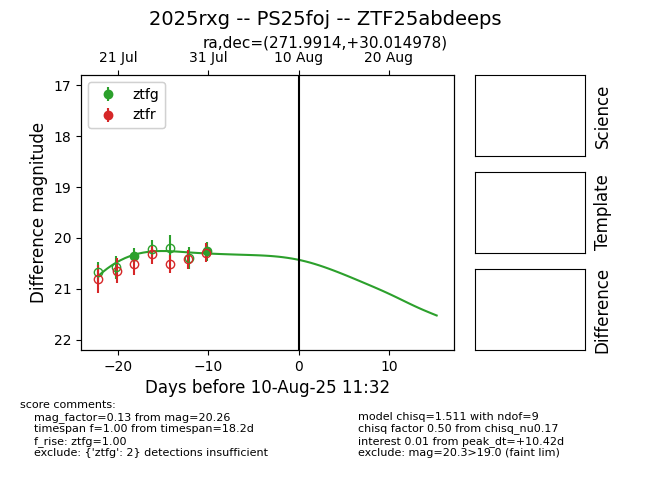 2025rxg -- PS25foj -- ZTF25abdeeps
ra,dec=(271.9914,+30.014978)
21 Jul 31 Jul 10 Aug 20 Aug
ztfg
ztfr
17
18
19
20
21
22
Difference magnitude
−20 −10 0 10
Days before 10-Aug-25 11:32
Science
Template
Difference
score comments:
mag_factor=0.13 from mag=20.26
timespan f=1.00 from timespan=18.2d
f_rise: ztfg=1.00
exclude: {'ztfg': 2} detections insufficient
model chisq=1.511 with ndof=9
chisq factor 0.50 from chisq_nu0.17
interest 0.01 from peak_dt=+10.42d
exclude: mag=20.3>19.0 (faint lim)